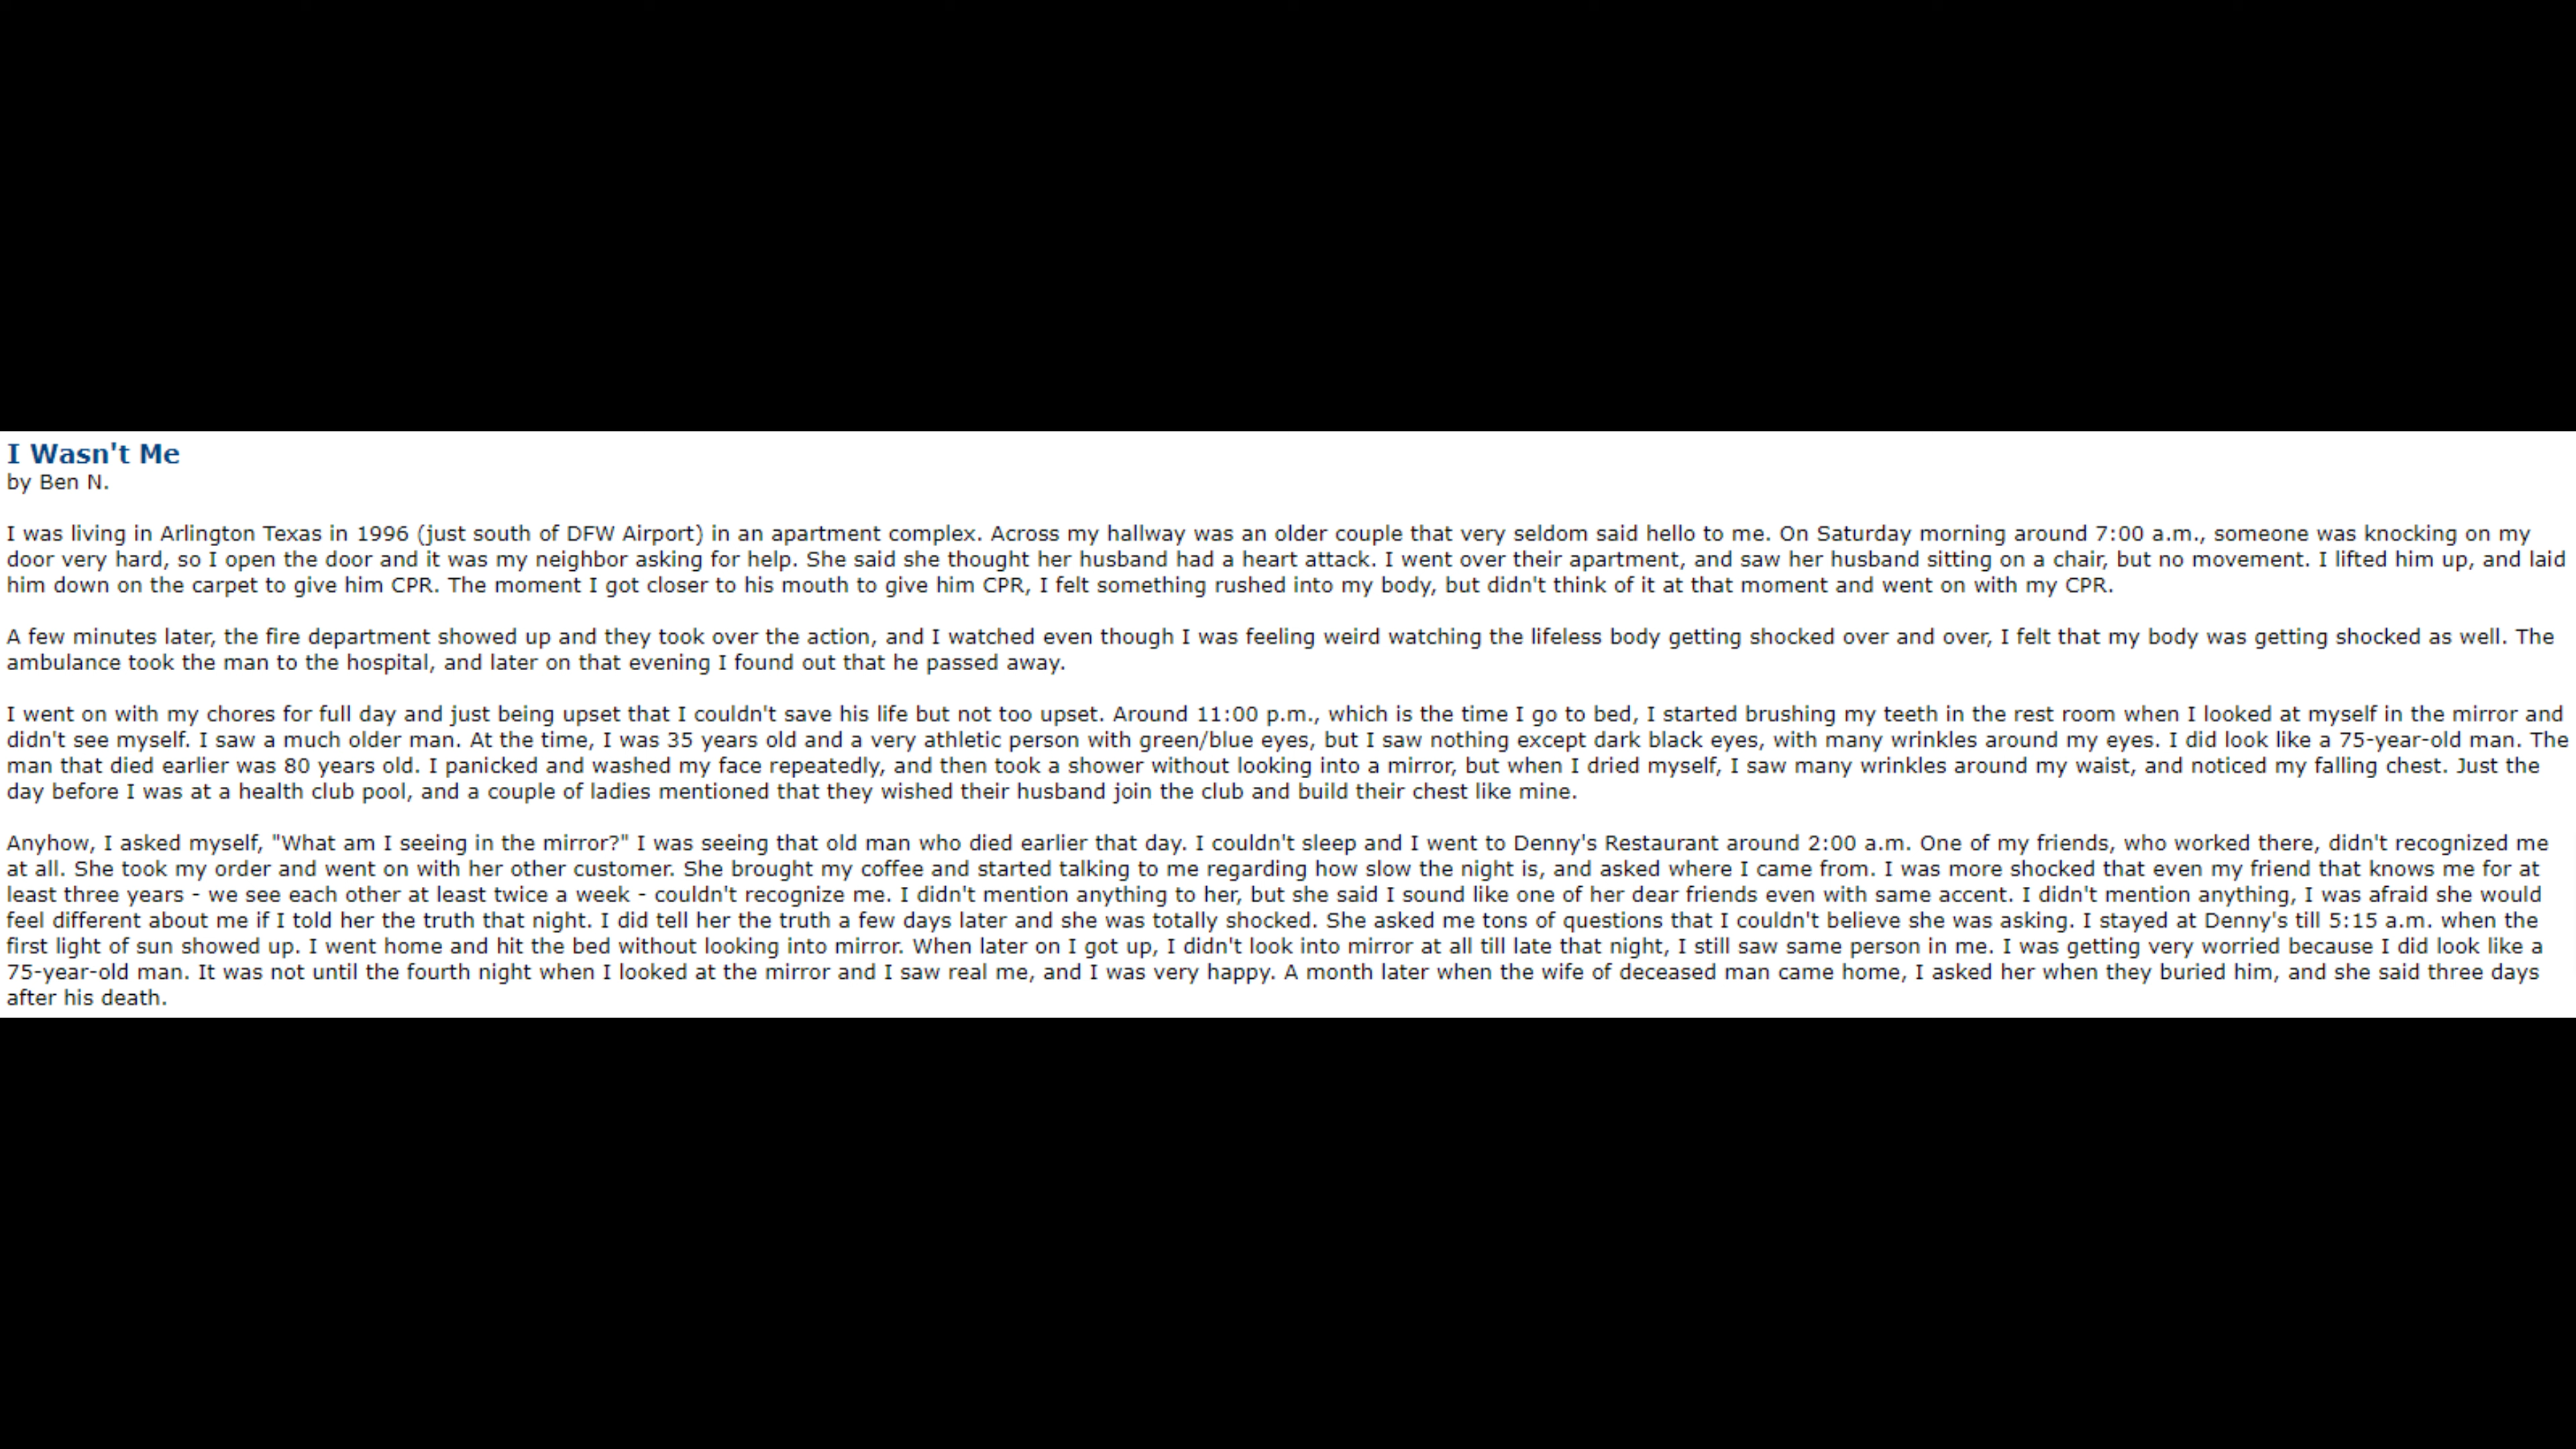 I Wasn't Me
by Ben N.
I was living in Arlington Texas in 1996 (just south of DFW Airport) in an apartment complex. Across my hallway was an older couple that very seldom said hello to me. On Saturday morning around 7:00 a.m., someone was knocking on my
door very hard, so I open the door and it was my neighbor asking for help. She said she thought her husband had a heart attack. I went over their apartment, and saw her husband sitting on a chair, but no movement. I lifted him up, and laid
him down on the carpet to give him CPR. The moment I got closer to his mouth to give him CPR, I felt something rushed into my body, but didn't think of it at that moment and went on with my CPR.
A few minutes later, the fire department showed up and they took over the action, and I watched even though I was feeling weird watching the lifeless body getting shocked over and over, I felt that my body was getting shocked as well. The
ambulance took the man to the hospital, and later on that evening I found out that he passed away.
I went on with my chores for full day and just being upset that I couldn't save his life but not too upset. Around 11:00 p.m., which is the time I go to bed, I started brushing my teeth in the rest room when I looked at myself in the mirror and
didn't see myself. I saw a much older man. At the time, I was 35 years old and a very athletic person with green/blue eyes, but I saw nothing except dark black eyes, with many wrinkles around my eyes. I did look like a 75-year-old man. The
man that died earlier was 80 years old. I panicked and washed my face repeatedly, and then took a shower without looking into a mirror, but when I dried myself, I saw many wrinkles around my waist, and noticed my falling chest. Just the
day before I was at a health club pool, and a couple of ladies mentioned that they wished their husband join the club and build their chest like mine.
Anyhow, I asked myself, "What am I seeing in the mirror?" I was seeing that old man who died earlier that day. I couldn't sleep and I went to Denny's Restaurant around 2:00 a.m. One of my friends, who worked there, didn't recognized me
at all. She took my order and went on with her other customer. She brought my coffee and started talking to me regarding how slow the night is, and asked where I came from. I was more shocked that even my friend that knows me for at
least three years - we see each other at least twice a week - couldn't recognize me. I didn't mention anything to her, but she said I sound like one of her dear friends even with same accent. I didn't mention anything, I was afraid she would
feel different about me if I told her the truth that night. I did tell her the truth a few days later and she was totally shocked. She asked me tons of questions that I couldn't believe she was asking. I stayed at Denny's till 5:15 a.m. when the
first light of sun showed up. I went home and hit the bed without looking into mirror. When later on I got up, I didn't look into mirror at all till late that night, I still saw same person in me. I was getting very worried because I did look like a
75-year-old man. It was not until the fourth night when I looked at the mirror and I saw real me, and I was very happy. A month later when the wife of deceased man came home, I asked her when they buried him, and she said three days
after his death.